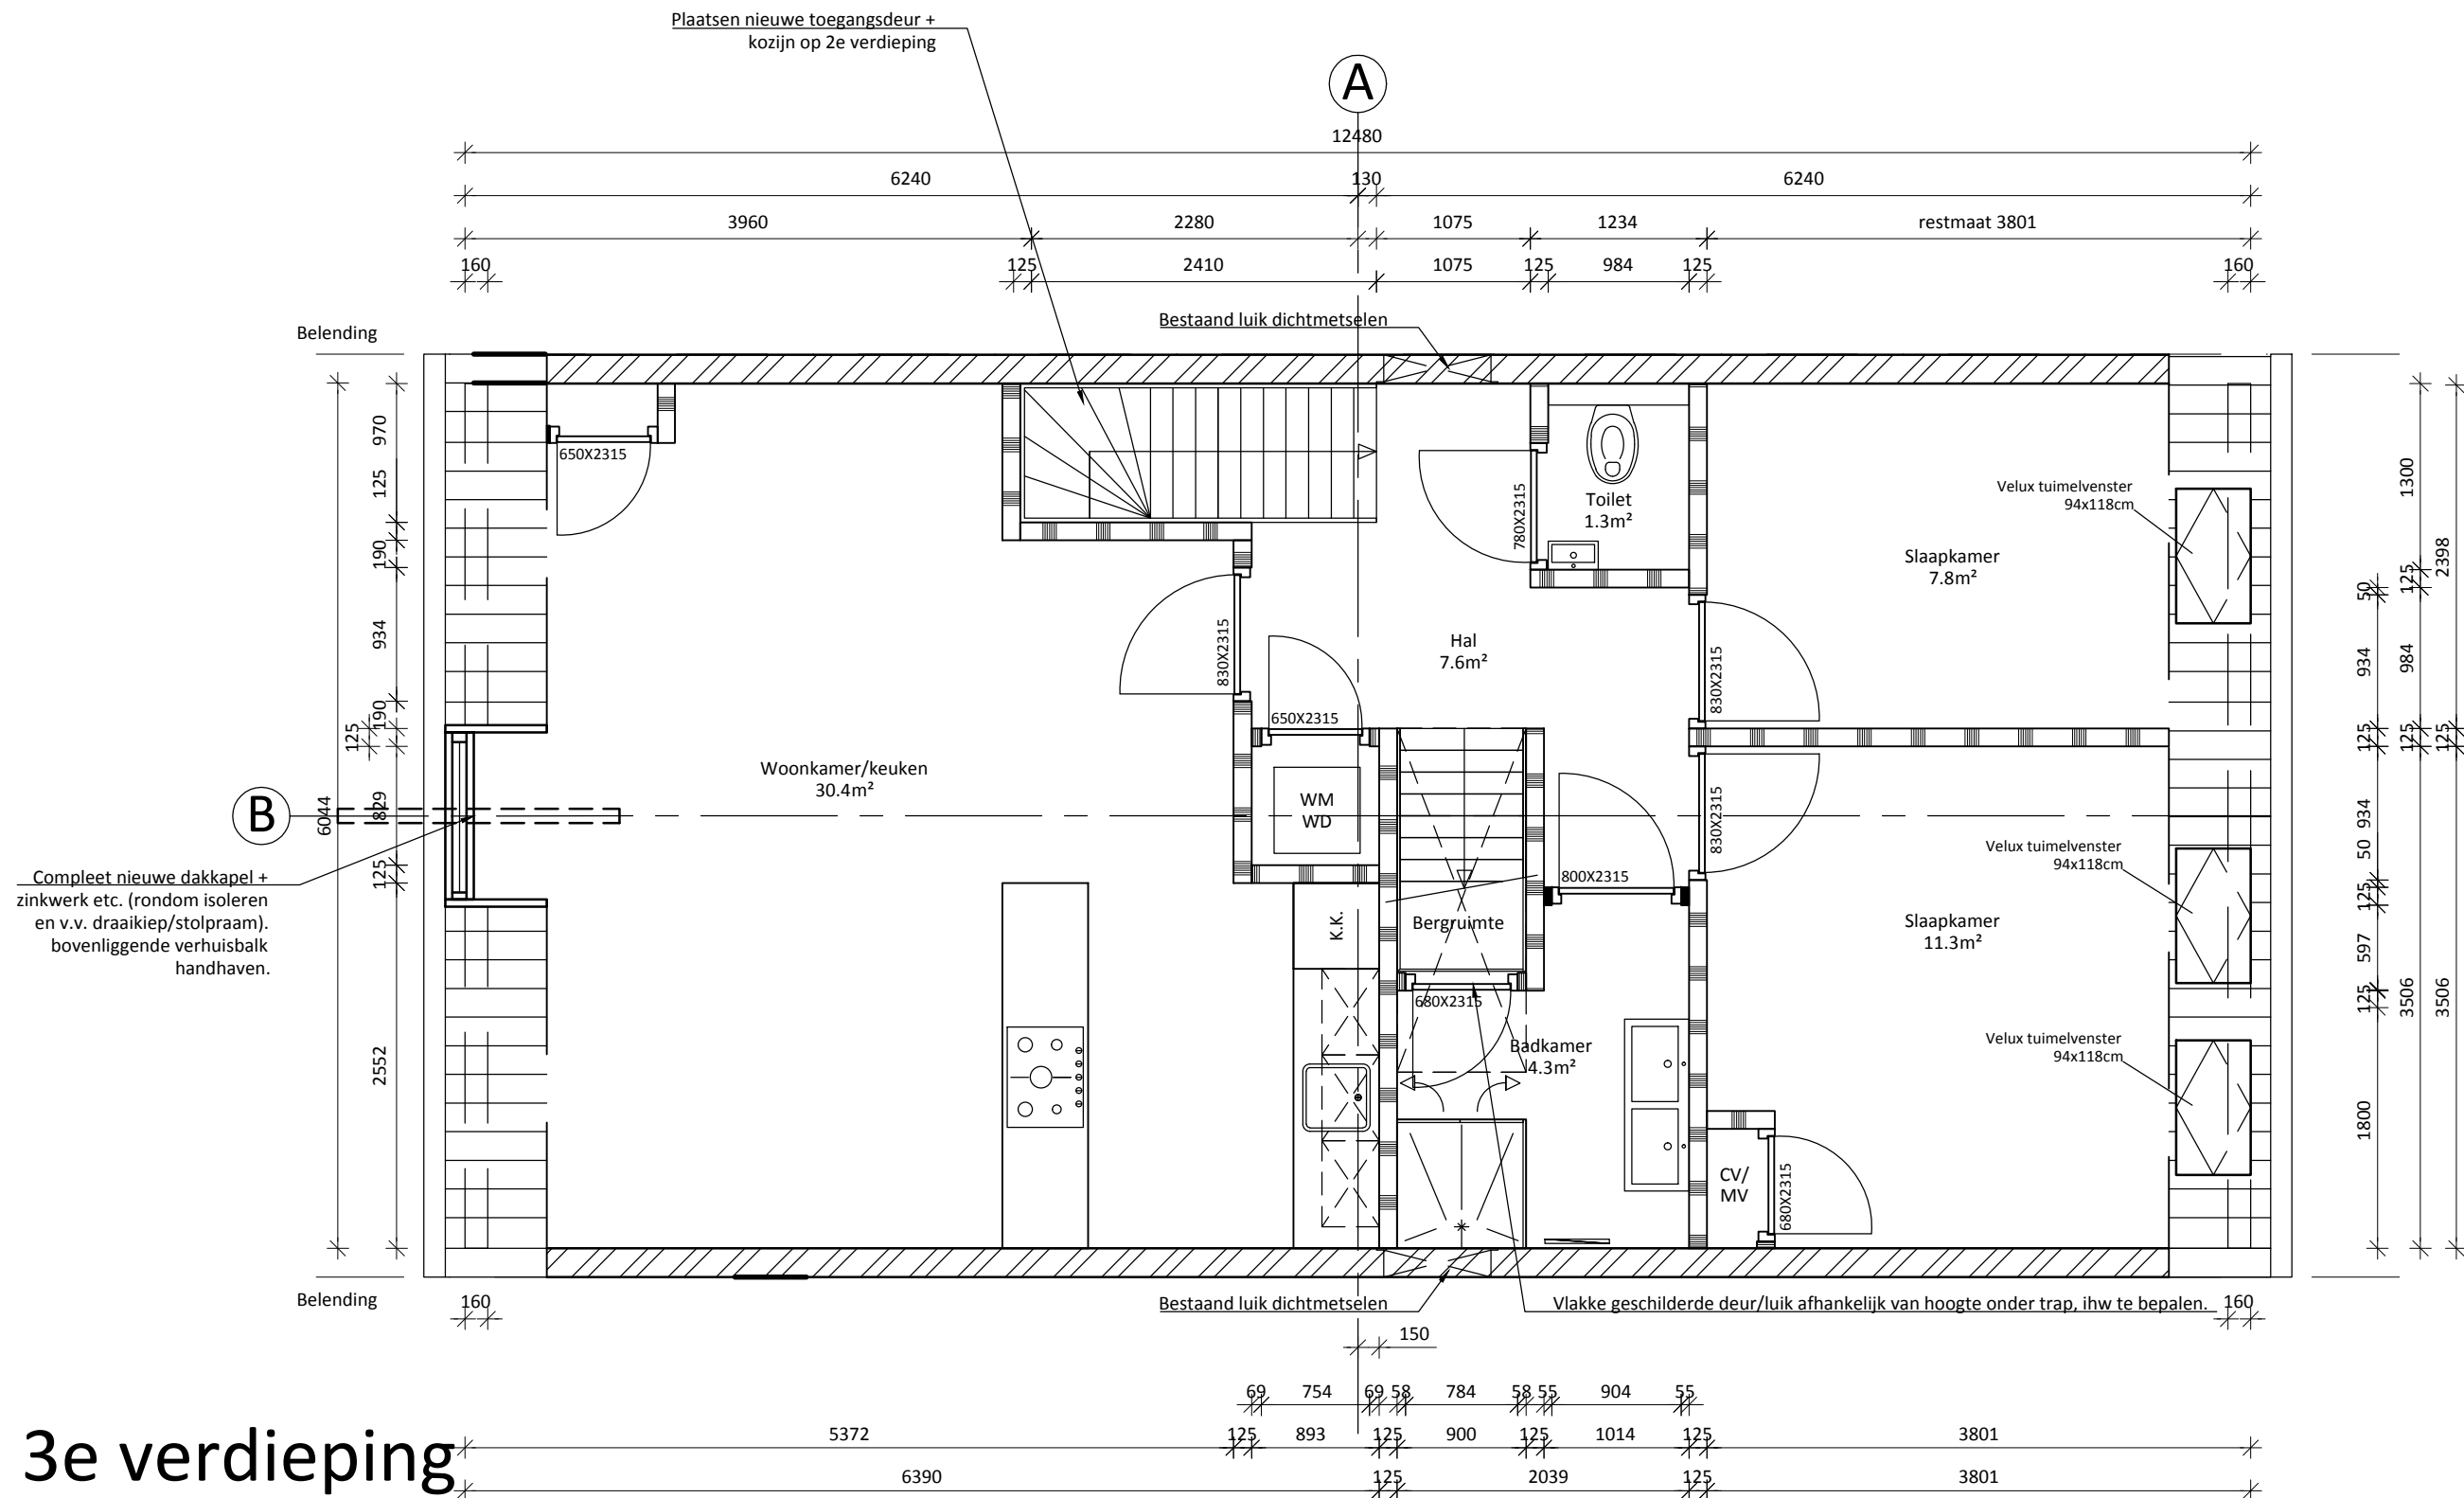 Plaatsen nieuwe toegangsdeur +
kozijn op 2e verdieping
A
12480
6240
130
6240
3960
2280
1075
1234
restmaat 3801
160
125
2410
1075
125
984
125
160
Bestaand luik dichtmetselen
Belending
650X2315
780X2315
Toilet
1.3m²
Velux tuimelvenster
94x118cm
Slaapkamer
7.8m²
Hal
7.6m²
830X2315
830X2315
650X2315
Woonkamer/keuken
30.4m²
WM
WD
830X2315
800X2315
B
Compleet nieuwe dakkapel +
zinkwerk etc. (rondom isoleren
en v.v. draaikiep/stolpraam).
bovenliggende verhuisbalk
handhaven.
K.K.
Bergruimte
680X2315
Badkamer
4.3m²
Velux tuimelvenster
94x118cm
Slaapkamer
11.3m²
Velux tuimelvenster
94x118cm
CV/
MV
680X2315
970
125
190
934
190
125
829
125
6044
2552
1300
125
50
2398
934
984
125
125
125
934
50
125
597
125
3506
3506
1800
Belending
160
Bestaand luik dichtmetselen
Vlakke geschilderde deur/luik afhankelijk van hoogte onder trap, ihw te bepalen.
160
150
69
754
69
58
784
58
55
904
55
5372
125
893
125
900
125
1014
125
3801
6390
125
2039
125
3801
3e verdieping